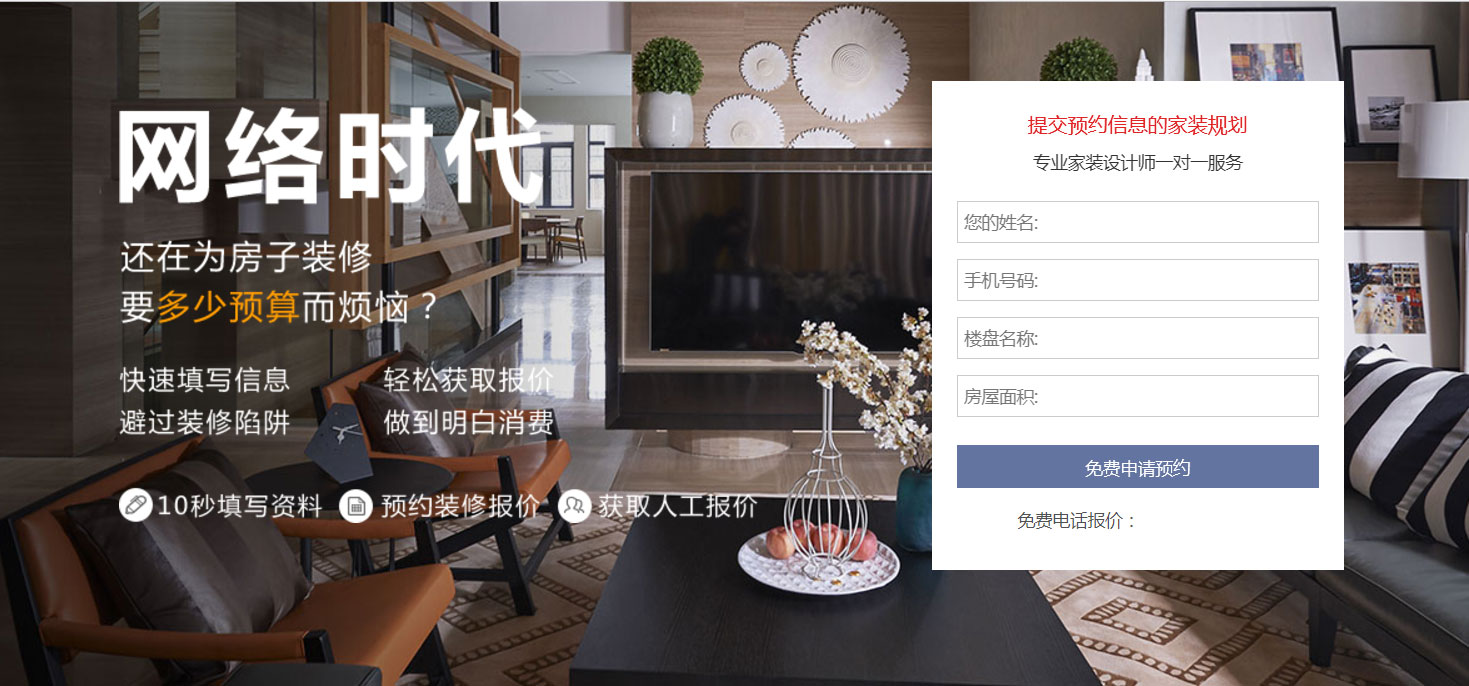 网络时代
还在为房子装修
要多少预算而烦恼？
快速填写信息 轻松获取报价
避过装修陷阱 做到明白消费
10秒填写资料 预约装修报价 获取人工报价
提交预约信息的家装规划
专业家装设计师一对一服务
您的姓名:
手机号码:
楼盘名称:
房屋面积:
免费申请预约
免费电话报价：